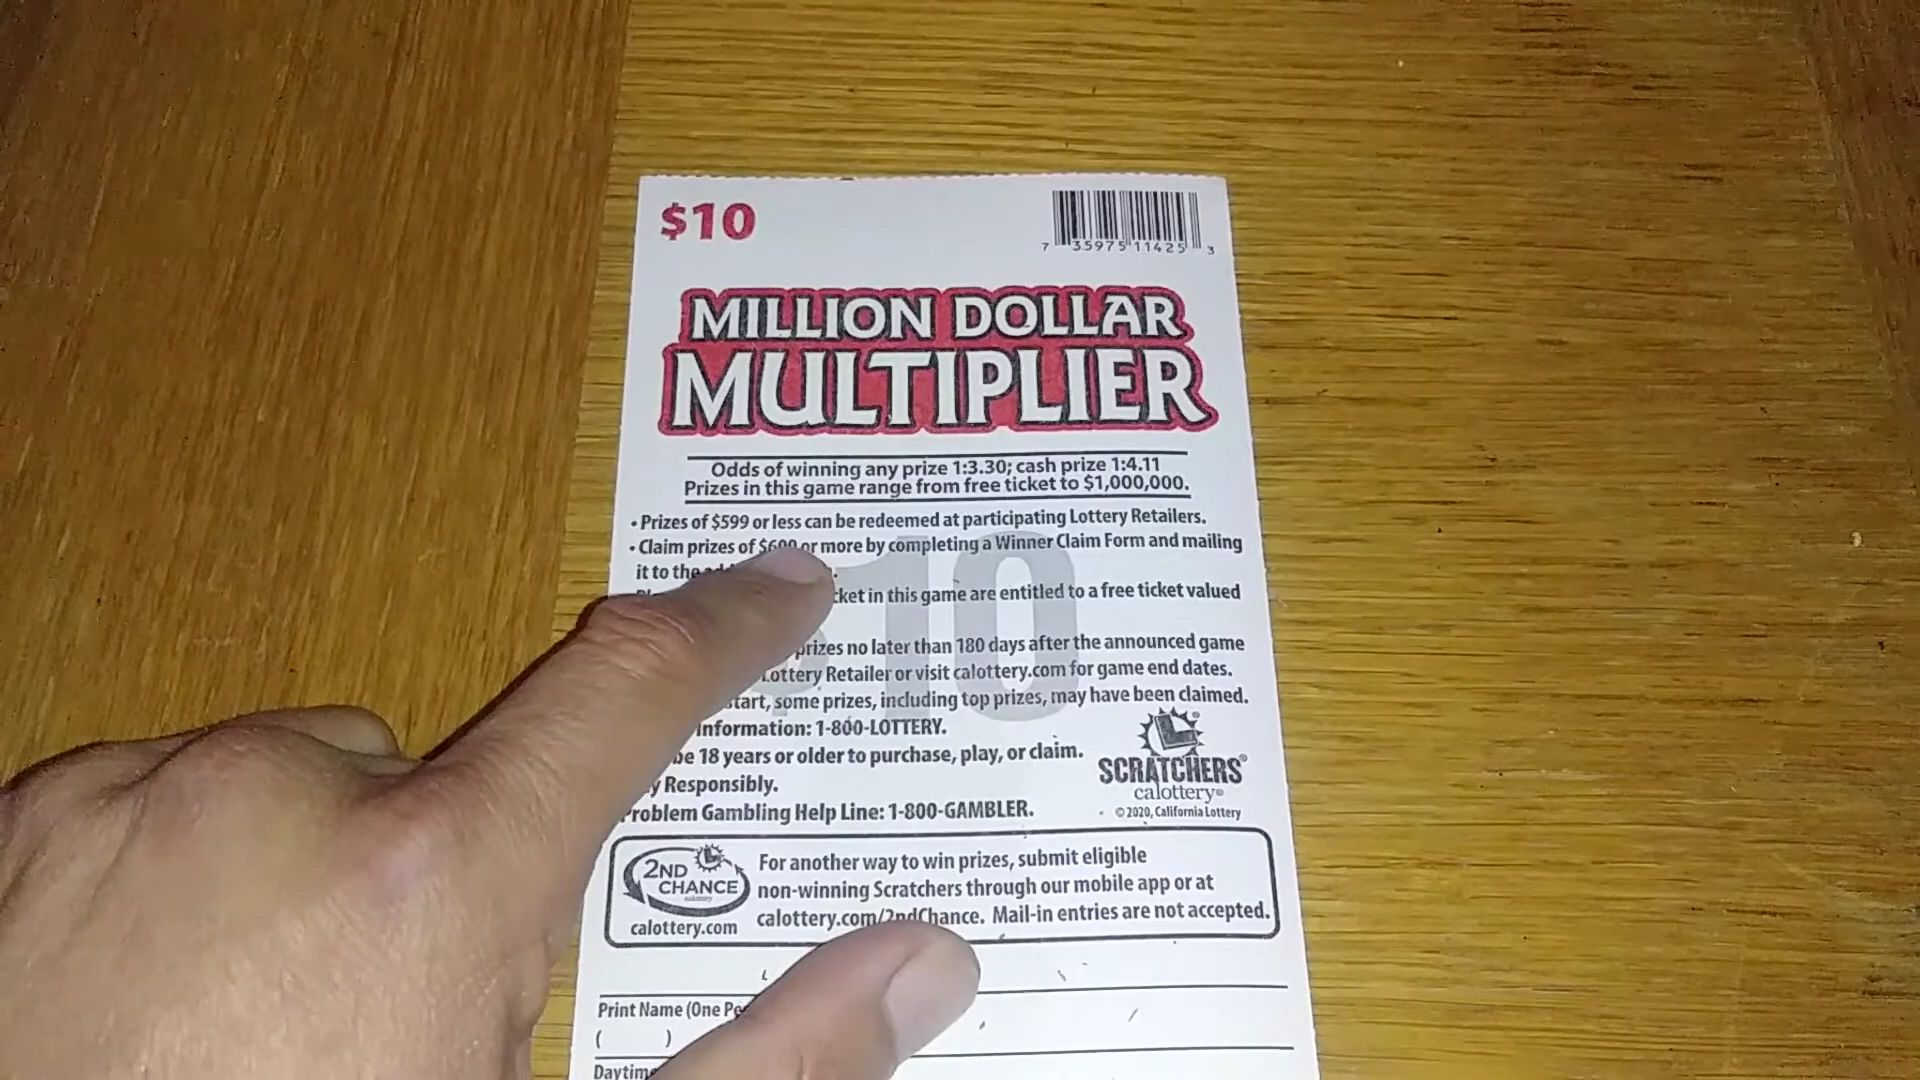 $10
7 35975 11425 3
MILLION DOLLAR
MULTIPLIER
Odds of winning any prize 1:3.30; cash prize 1:4.11
Prizes in this game range from free ticket to $1,000,000.
• Prizes of $599 or less can be redeemed at participating Lottery Retailers.
• Claim prizes of $600 or more by completing a Winner Claim Form and mailing
it to the
in this game are entitled to a free ticket valued
$10
prizes no later than 180 days after the announced game
Lottery Retailer or visit calottery.com for game end dates.
start, some prizes, including top prizes, may have been claimed.
Information: 1-800-LOTTERY.
be 18 years or older to purchase, play, or claim.
Responsibly.
Problem Gambling Help Line: 1-800-GAMBLER.
SCRATCHERS®
calottery®
© 2020, California Lottery
2ND
CHANCE
calottery.com
For another way to win prizes, submit eligible
non-winning Scratchers through our mobile app or at
calottery.com/2ndChance. Mail-in entries are not accepted.
Print Name (One
( )